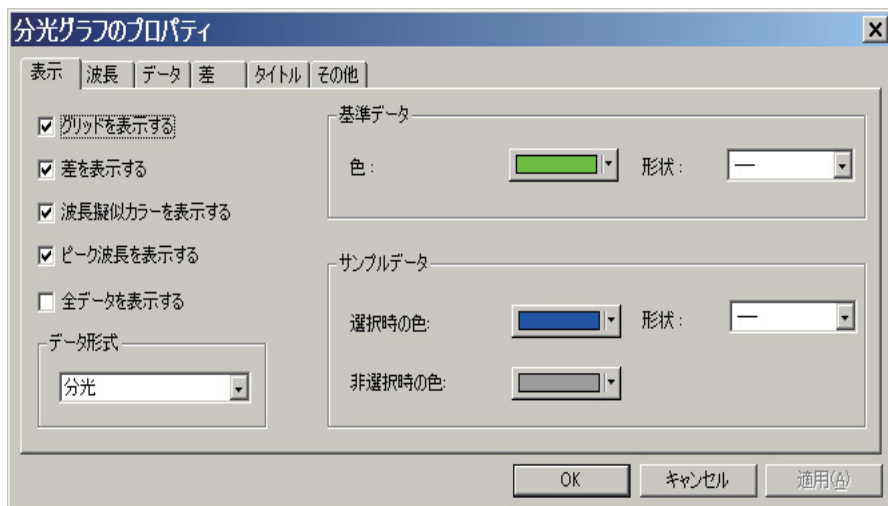 分光グラフのプロパティ
表示 波長 データ 差 タイトル その他
グリッドを表示する
差を表示する
波長擬似カラーを表示する
ピーク波長を表示する
全データを表示する
データ形式
分光
基準データ
色: 形状:
サンプルデータ
選択時の色: 形状:
非選択時の色:
OK キャンセル 適用(A)